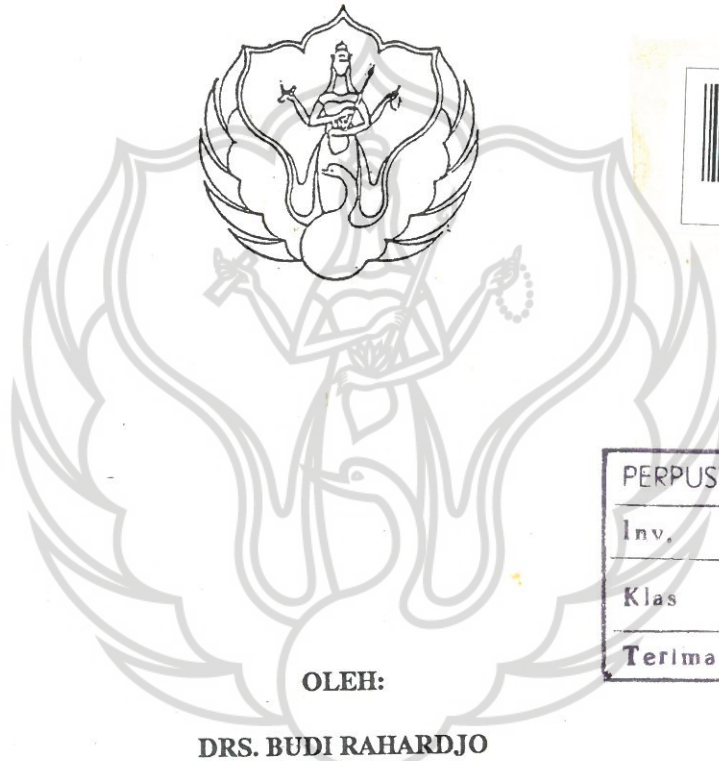 PERPUS
Inv.
Klas
Terima
OLEH:
DRS. BUDI RAHARDJO